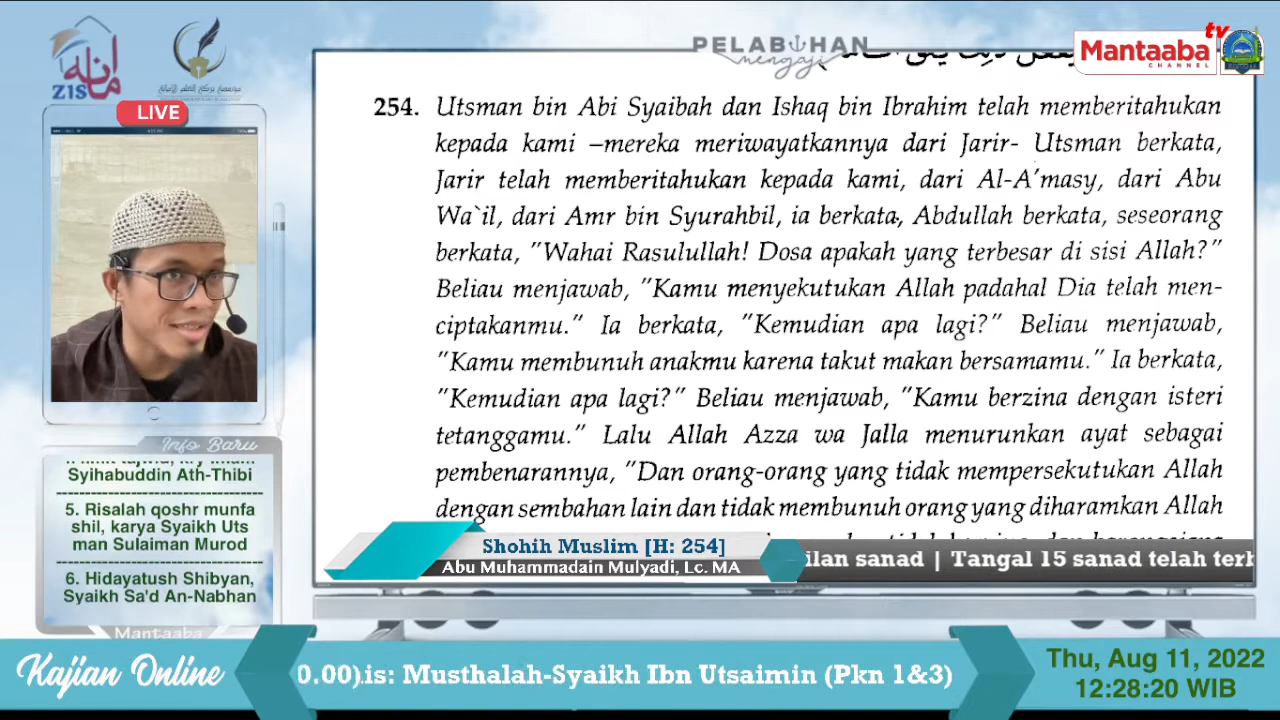 ZIS
PELABUHAN
mengaji
Mantaaba tv
CHANNEL
LIVE
254. Utsman bin Abi Syaibah dan Ishaq bin Ibrahim telah memberitahukan
kepada kami –mereka meriwayatkannya dari Jarir- Utsman berkata,
Jarir telah memberitahukan kepada kami, dari Al-A'masy, dari Abu
Wa`il, dari Amr bin Syurahbil, ia berkata, Abdullah berkata, seseorang
berkata, "Wahai Rasulullah! Dosa apakah yang terbesar di sisi Allah?"
Beliau menjawab, "Kamu menyekutukan Allah padahal Dia telah men-
ciptakanmu." Ia berkata, "Kemudian apa lagi?" Beliau menjawab,
"Kamu membunuh anakmu karena takut makan bersamamu." Ia berkata,
"Kemudian apa lagi?" Beliau menjawab, "Kamu berzina dengan isteri
tetanggamu." Lalu Allah Azza wa Jalla menurunkan ayat sebagai
pembenarannya, "Dan orang-orang yang tidak mempersekutukan Allah
dengan sembahan lain dan tidak membunuh orang yang diharamkan Allah
Info Baru
Syihabuddin Ath-Thibi
5. Risalah qoshr munfa
shil, karya Syaikh Uts
man Sulaiman Murod
6. Hidayatush Shibyan,
Syaikh Sa'd An-Nabhan
Mantaaba
Shohih Muslim [H: 254]
Abu Muhammadain Mulyadi, Lc. MA
ilan sanad | Tangal 15 sanad telah terb
Kajian Online
0.00).is: Musthalah-Syaikh Ibn Utsaimin (Pkn 1&3)
Thu, Aug 11, 2022
12:28:20 WIB